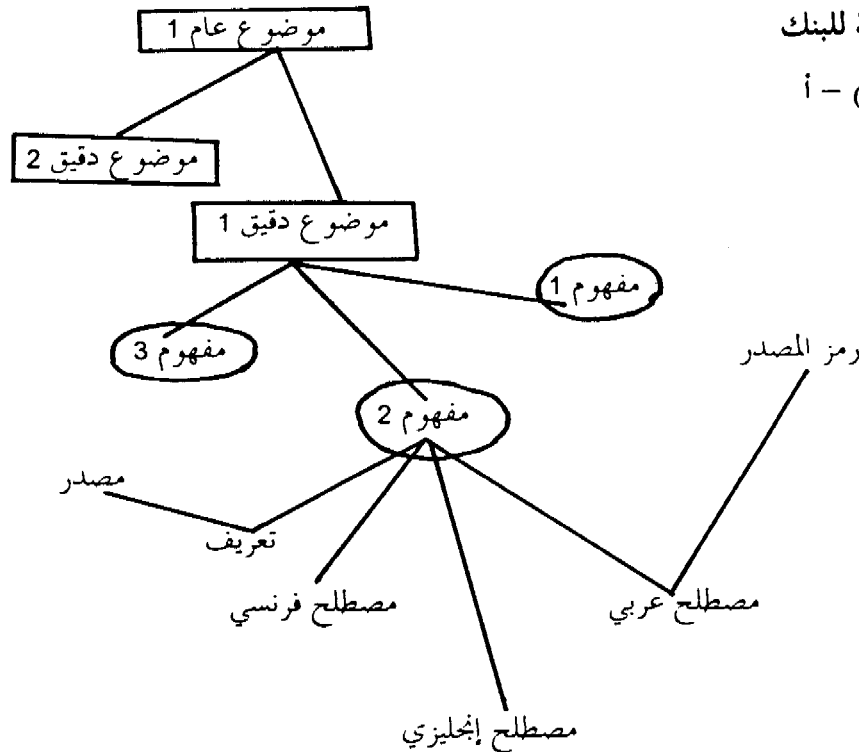 للبنك
أ –
موضوع عام 1
موضوع دقيق 2
موضوع دقيق 1
مفهوم 1
مفهوم 3
رمز المصدر
مفهوم 2
مصدر
تعريف
مصطلح فرنسي
مصطلح عربي
مصطلح إنجليزي